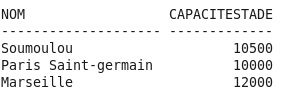 NOM                  CAPACITESTADE
-------------------- -------------
Soumoulou                    10500
Paris Saint-germain          10000
Marseille                    12000